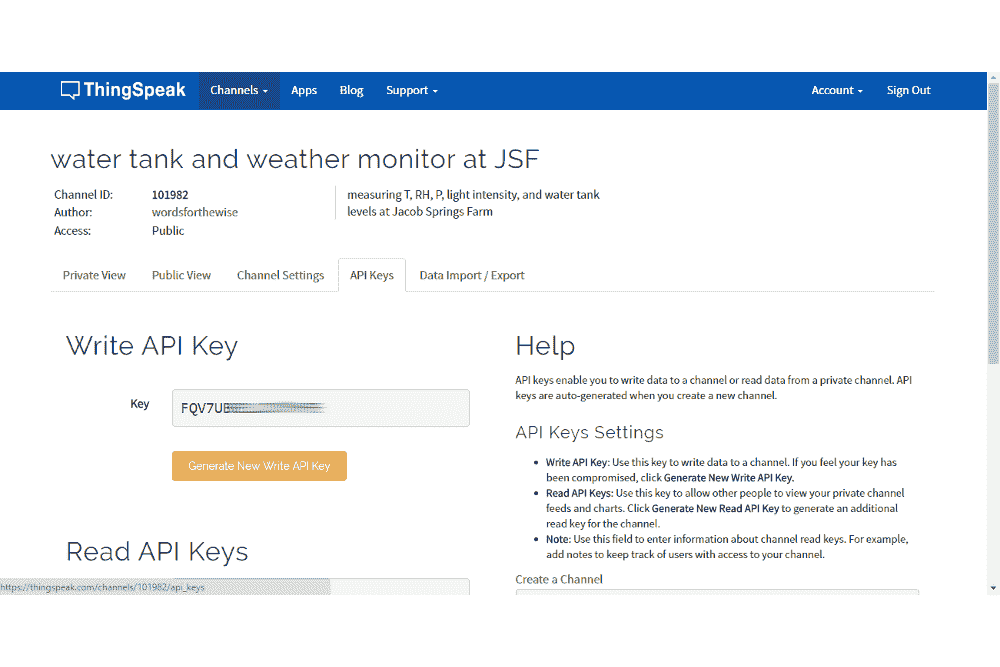 ThingSpeak Channels Apps Blog Support Account Sign Out
water tank and weather monitor at JSF
Channel ID: 101982
Author: wordsforthewise
Access: Public
measuring T, RH, P, light intensity, and water tank
levels at Jacob Springs Farm
Private View Public View Channel Settings API Keys Data Import / Export
Write API Key
Key
Generate New Write API Key
Read API Keys
Help
API keys enable you to write data to a channel or read data from a private channel. API
keys are auto-generated when you create a new channel.
API Keys Settings
• Write API Key: Use this key to write data to a channel. If you feel your key has
been compromised, click Generate New Write API Key.
• Read API Keys: Use this key to allow other people to view your private channel
feeds and charts. Click Generate New Read API Key to generate an additional
read key for the channel.
• Note: Use this field to enter information about channel read keys. For example,
add notes to keep track of users with access to your channel.
Create a Channel
https://thingspeak.com/channels/101982/api_keys